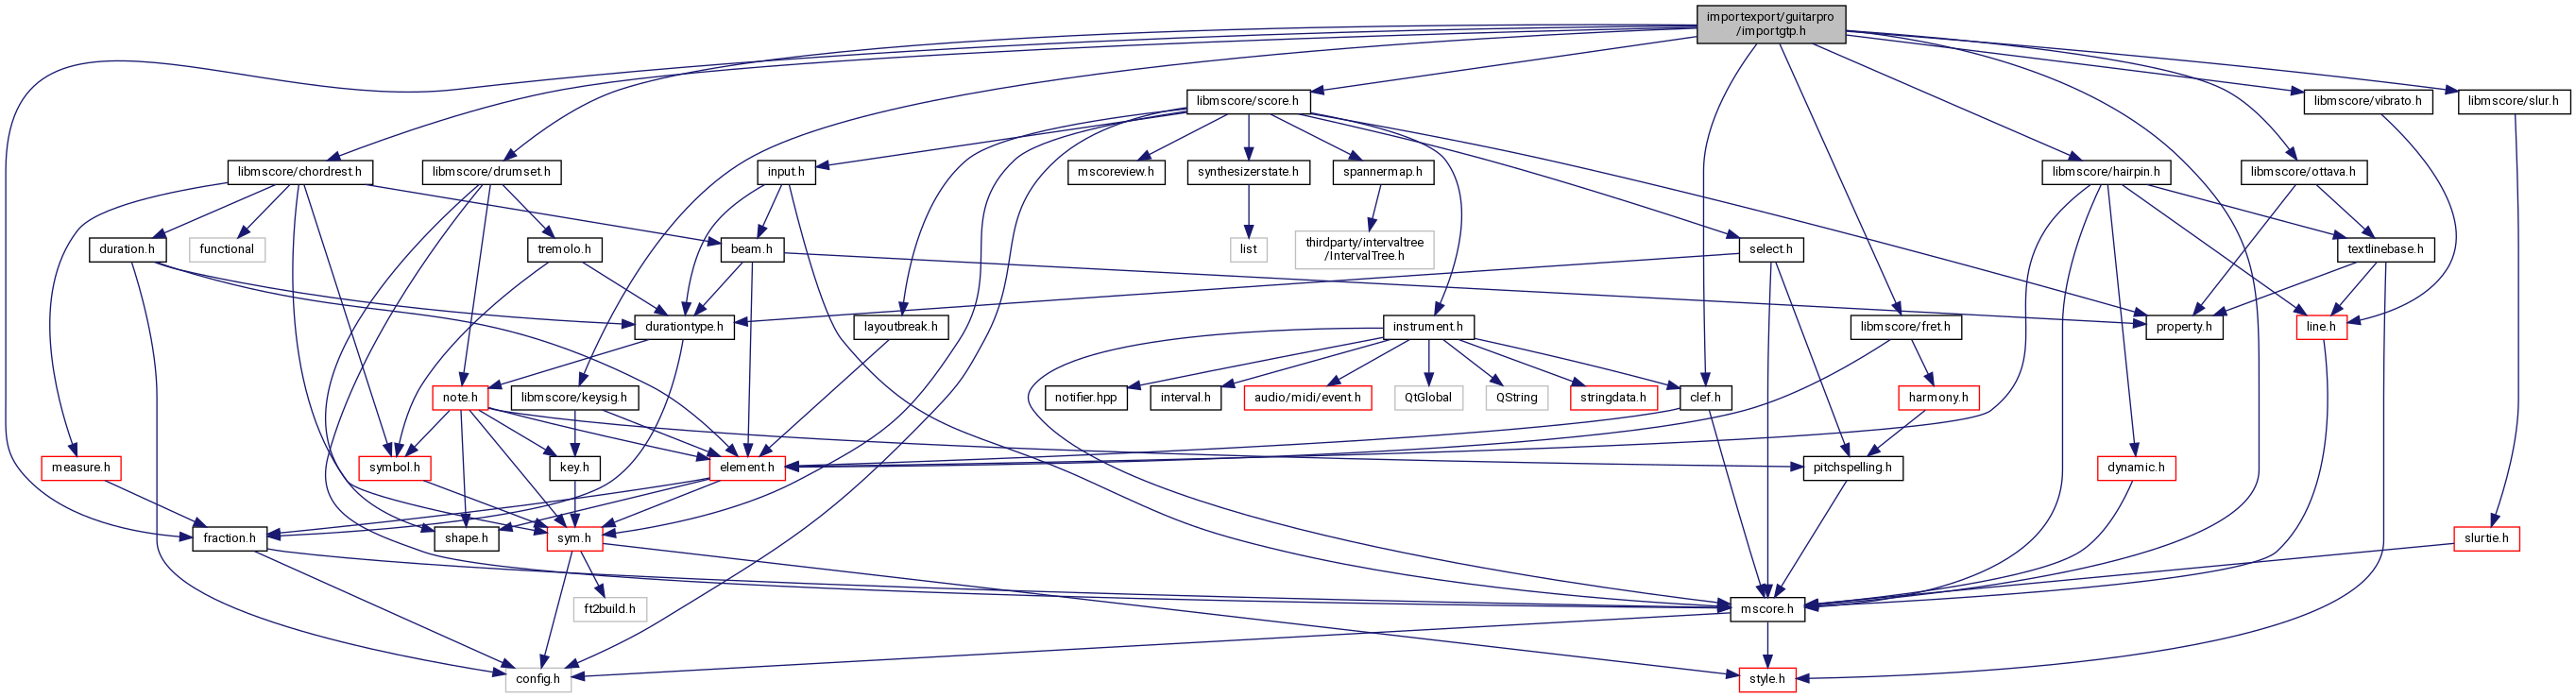 importexport/guitarpro
/importgtp.h
libmscore/score.h
libmscore/vibrato.h
libmscore/slur.h
libmscore/chordrest.h
libmscore/drumset.h
input.h
mscoreview.h
synthesizerstate.h
spannermap.h
libmscore/hairpin.h
libmscore/ottava.h
duration.h
functional
tremolo.h
beam.h
list
thirdparty/intervaltree
/IntervalTree.h
select.h
textlinebase.h
durationtype.h
layoutbreak.h
instrument.h
libmscore/fret.h
property.h
line.h
note.h
libmscore/keysig.h
notifier.hpp
interval.h
audio/midi/event.h
QtGlobal
QString
stringdata.h
clef.h
harmony.h
measure.h
symbol.h
key.h
element.h
pitchspelling.h
dynamic.h
fraction.h
shape.h
sym.h
slurtie.h
ft2build.h
mscore.h
config.h
style.h